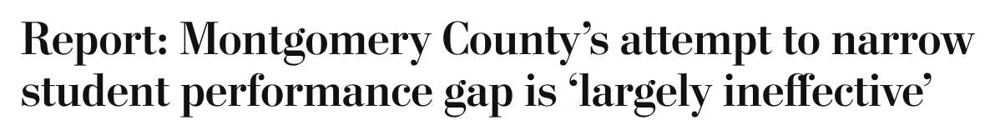 Report: Montgomery County’s attempt to narrow
student performance gap is ‘largely ineffective’